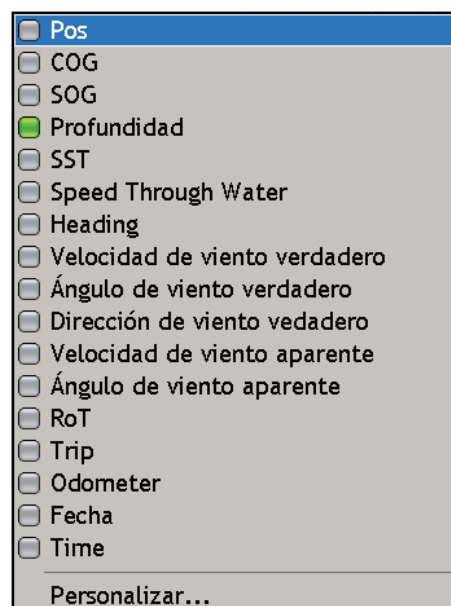 Pos
COG
SOG
Profundidad
SST
Speed Through Water
Heading
Velocidad de viento verdadero
Ángulo de viento verdadero
Dirección de viento vedadero
Velocidad de viento aparente
Ángulo de viento aparente
RoT
Trip
Odometer
Fecha
Time
Personalizar...